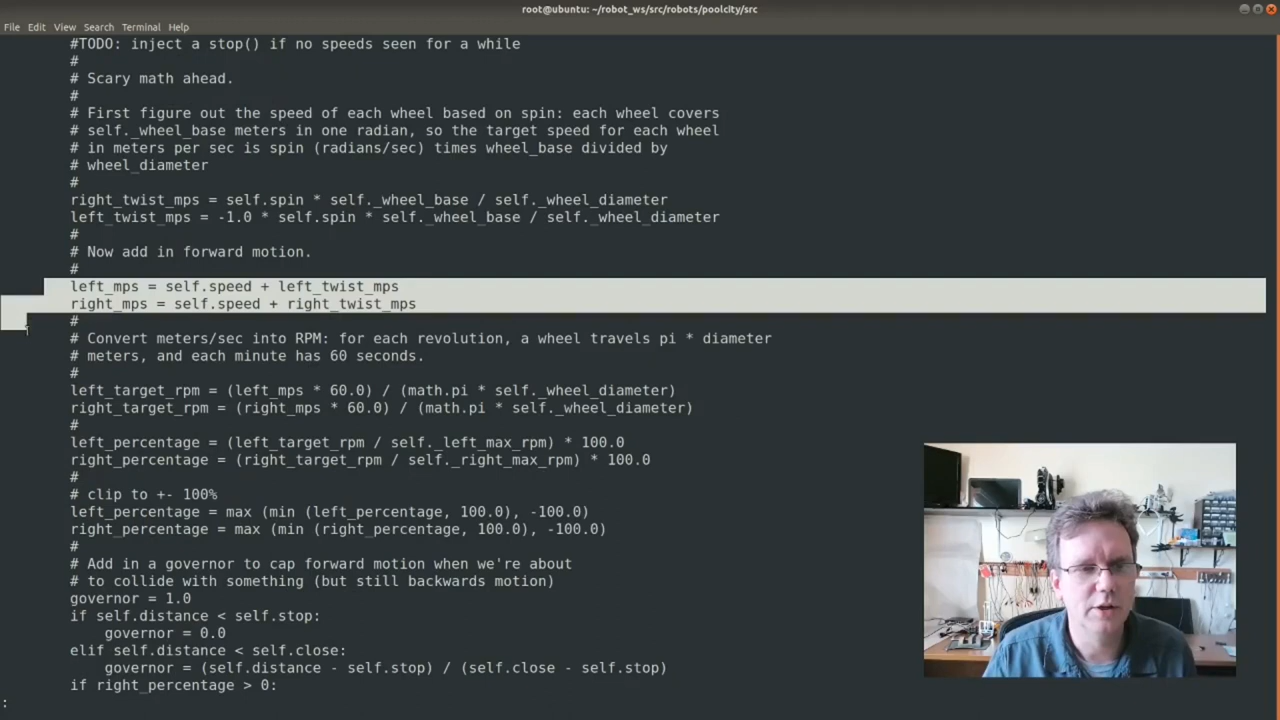 root@ubuntu: ~/robot_ws/src/robots/poolcity/src
File Edit View Search Terminal Help
#TODO: inject a stop() if no speeds seen for a while
#
# Scary math ahead.
#
# First figure out the speed of each wheel based on spin: each wheel covers
# self._wheel_base meters in one radian, so the target speed for each wheel
# in meters per sec is spin (radians/sec) times wheel_base divided by
# wheel_diameter
#
right_twist_mps = self.spin * self._wheel_base / self._wheel_diameter
left_twist_mps = -1.0 * self.spin * self._wheel_base / self._wheel_diameter
#
# Now add in forward motion.
#
left_mps = self.speed + left_twist_mps
right_mps = self.speed + right_twist_mps
#
# Convert meters/sec into RPM: for each revolution, a wheel travels pi * diameter
# meters, and each minute has 60 seconds.
#
left_target_rpm = (left_mps * 60.0) / (math.pi * self._wheel_diameter)
right_target_rpm = (right_mps * 60.0) / (math.pi * self._wheel_diameter)
#
left_percentage = (left_target_rpm / self._left_max_rpm) * 100.0
right_percentage = (right_target_rpm / self._right_max_rpm) * 100.0
#
# clip to +- 100%
left_percentage = max (min (left_percentage, 100.0), -100.0)
right_percentage = max (min (right_percentage, 100.0), -100.0)
#
# Add in a governor to cap forward motion when we're about
# to collide with something (but still backwards motion)
governor = 1.0
if self.distance < self.stop:
    governor = 0.0
elif self.distance < self.close:
    governor = (self.distance - self.stop) / (self.close - self.stop)
if right_percentage > 0:
: